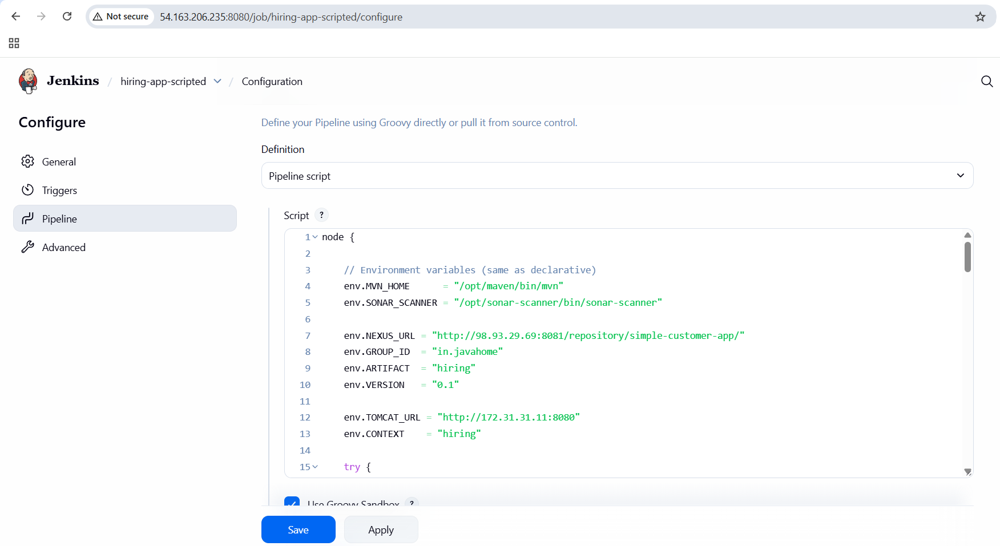 Not secure 54.163.206.235:8080/job/hiring-app-scripted/configure
Jenkins / hiring-app-scripted / Configuration
Configure
General
Triggers
Pipeline
Advanced
Define your Pipeline using Groovy directly or pull it from source control.
Definition
Pipeline script
Script ?
1 node {
2
3 // Environment variables (same as declarative)
4 env.MVN_HOME = "/opt/maven/bin/mvn"
5 env.SONAR_SCANNER = "/opt/sonar-scanner/bin/sonar-scanner"
6
7 env.NEXUS_URL = "http://98.93.29.69:8081/repository/simple-customer-app/"
8 env.GROUP_ID = "in.javahome"
9 env.ARTIFACT = "hiring"
10 env.VERSION = "0.1"
11
12 env.TOMCAT_URL = "http://172.31.31.11:8080"
13 env.CONTEXT = "hiring"
14
15 try {
Use Groovy Sandbox ?
Save Apply